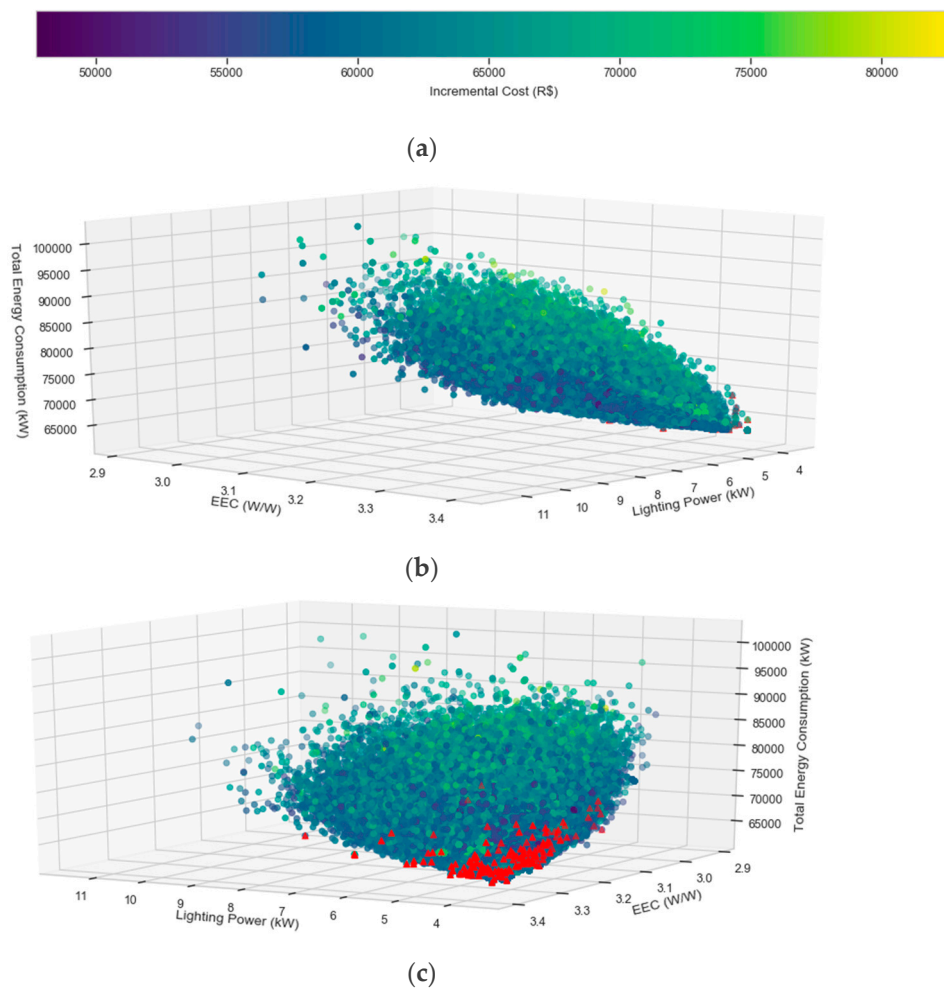 50000 55000 60000 65000 70000 75000 80000
Incremental Cost (R$)
(a)
Total Energy Consumption (kW)
100000
95000
90000
85000
80000
75000
70000
65000
2.9 3.0 3.1 3.2 3.3 3.4
EEC (W/W)
11 10 9 8 7 6 5 4
Lighting Power (kW)
(b)
100000
95000
90000
85000
80000
75000
70000
65000
Total Energy Consumption (kW)
11 10 9 8 7 6 5 4
Lighting Power (kW)
3.4 3.3 3.2 3.1 3.0 2.9
EEC (W/W)
(c)